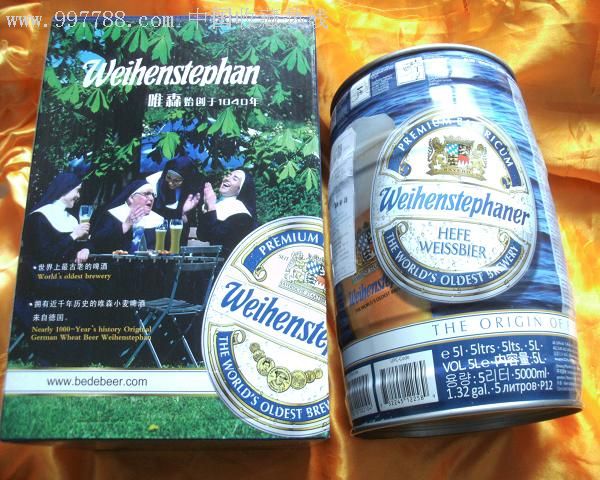 www.997788.com 中国收藏热线
Weihenstephan
唯森 始创于1040年
•世界上最古老的啤酒
World's oldest brewery
•拥有近千年历史的唯森小麦啤酒
来自德国.
Nearly 1000-Year's history Original
German Wheat Beer Weihenstephan
www.bedebeer.com
PREMIUM
Weihensteph
THE WORLD'S OLDEST BREW
PREMIUM BAVARICUM
Weihenstephaner
HEFE
WEISSBIER
THE WORLD'S OLDEST BREWERY
THE ORIGIN OF
e 5l · 5ltrs · 5lts. · 5L
VOL 5Le · 内容量:5L
용량: 5리터 · 5000ml ·
1.32 gal. · 5 литров · P12